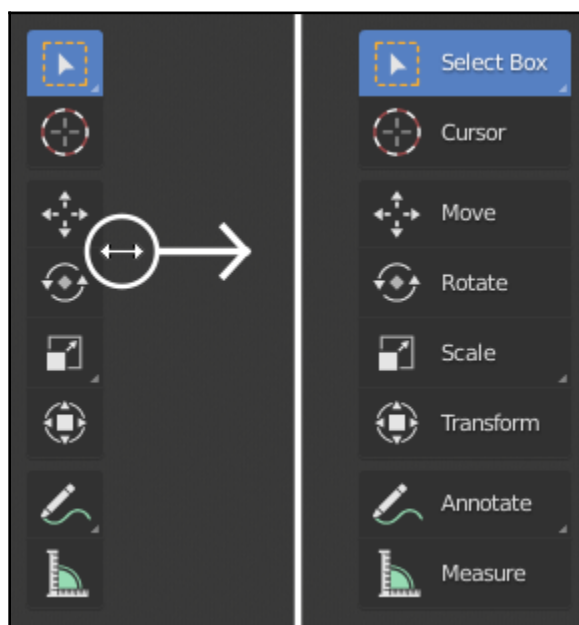 Select Box
Cursor
Move
Rotate
Scale
Transform
Annotate
Measure